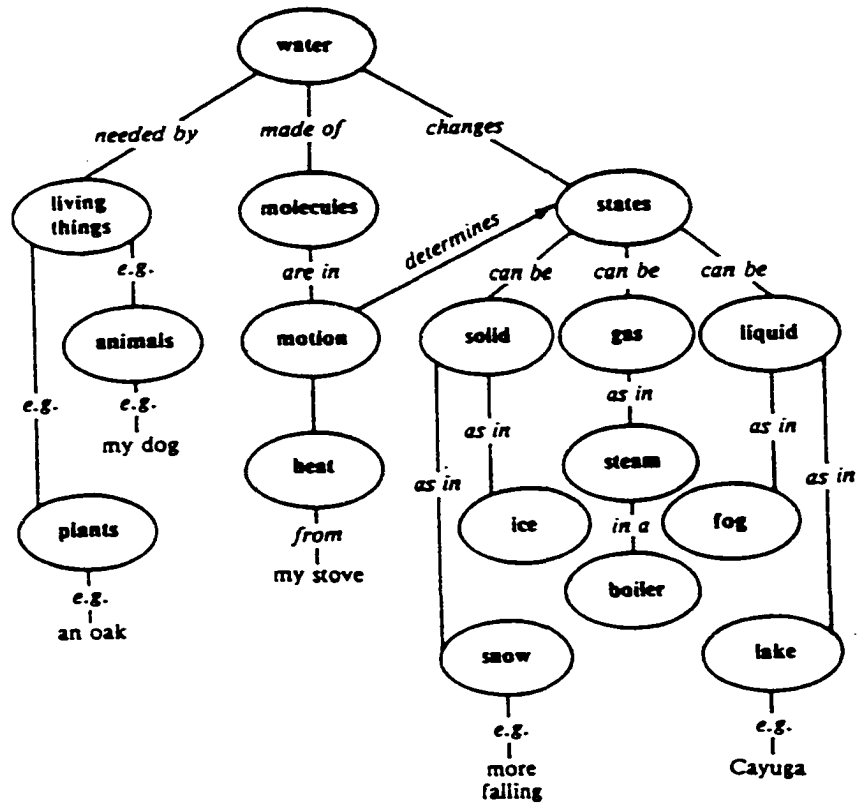 water
needed by
made of
changes
living
things
molecules
states
determines
e.g.
are in
can be
can be
can be
animals
motion
solid
gas
liquid
e.g.
e.g.
as in
as in
as in
my dog
heat
steam
as in
as in
plants
from
ice
in a
fog
my stove
boiler
e.g.
an oak
snow
lake
e.g.
e.g.
more
falling
Cayuga